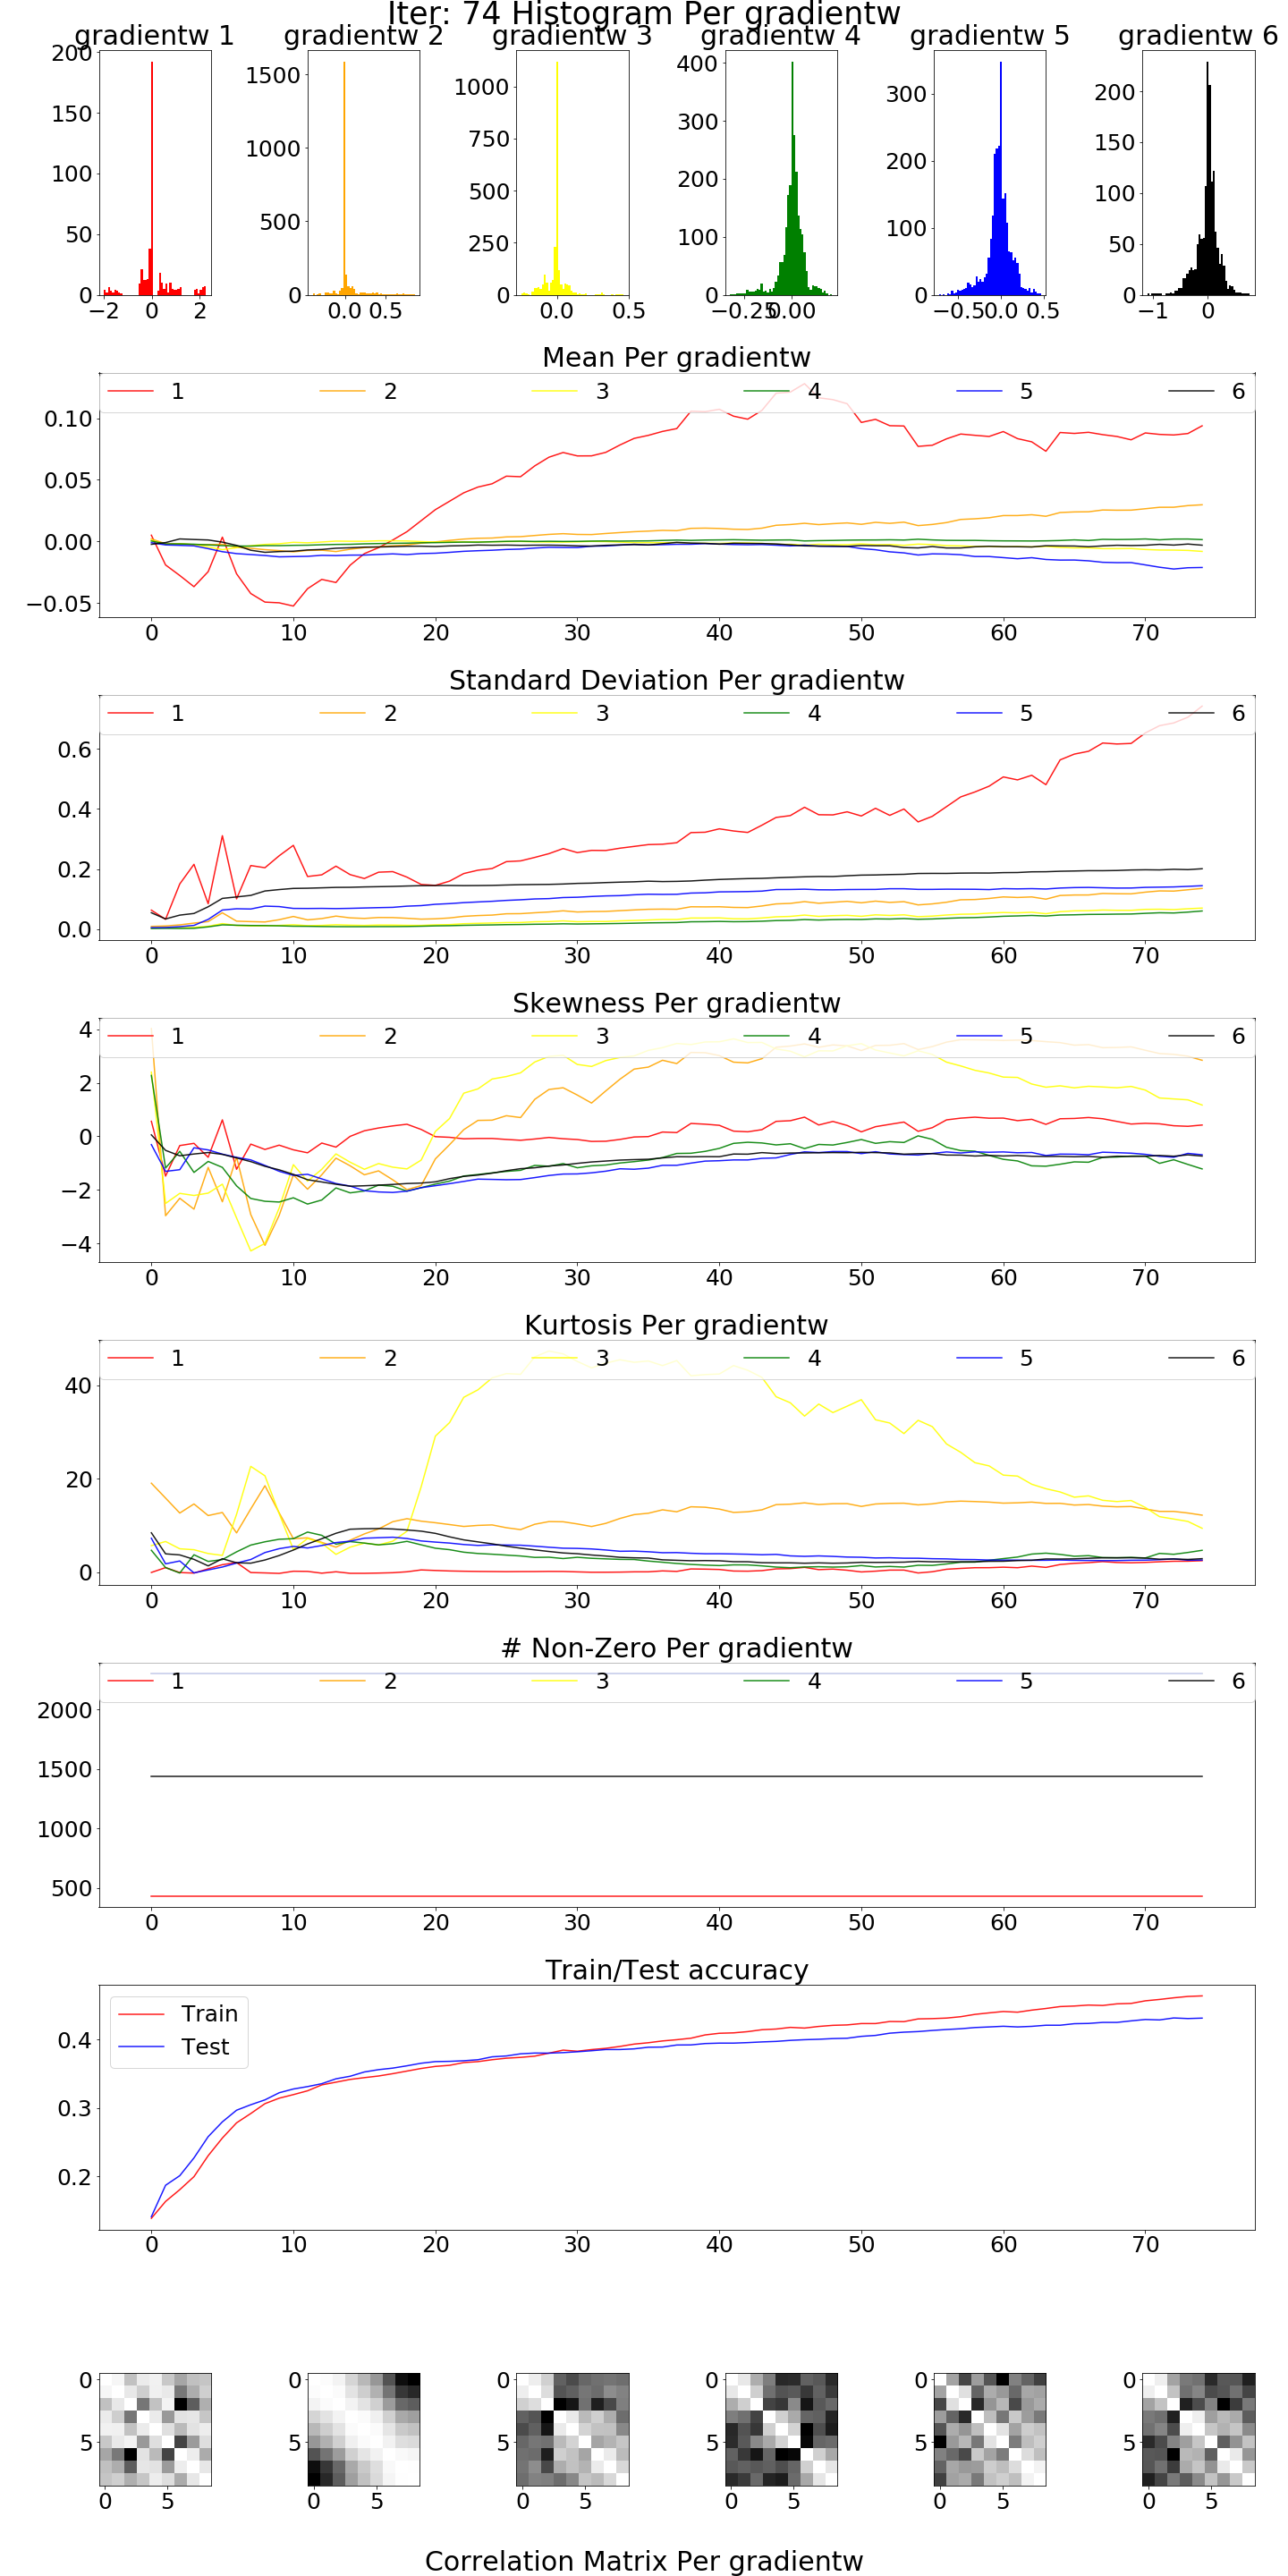 Iter: 74 Histogram Per gradientw
gradientw 1 gradientw 2 gradientw 3 gradientw 4 gradientw 5 gradientw 6
200
150
100
50
0
−2 0 2
1500
1000
500
0
0.0 0.5
1000
750
500
250
0
0.0 0.5
400
300
200
100
0
−0.25 0.00
300
200
100
0
−0.5 0.0 0.5
200
150
100
50
0
−1 0
Mean Per gradientw
1 2 3 4 5 6
0.10
0.05
0.00
−0.05
0 10 20 30 40 50 60 70
Standard Deviation Per gradientw
1 2 3 4 5 6
0.6
0.4
0.2
0.0
0 10 20 30 40 50 60 70
Skewness Per gradientw
1 2 3 4 5 6
4
2
0
−2
−4
0 10 20 30 40 50 60 70
Kurtosis Per gradientw
1 2 3 4 5 6
40
20
0
0 10 20 30 40 50 60 70
# Non-Zero Per gradientw
1 2 3 4 5 6
2000
1500
1000
500
0 10 20 30 40 50 60 70
Train/Test accuracy
Train
Test
0.4
0.3
0.2
0 10 20 30 40 50 60 70
0 0 0 0 0 0
5 5 5 5 5 5
0 5 0 5 0 5 0 5 0 5 0 5
Correlation Matrix Per gradientw